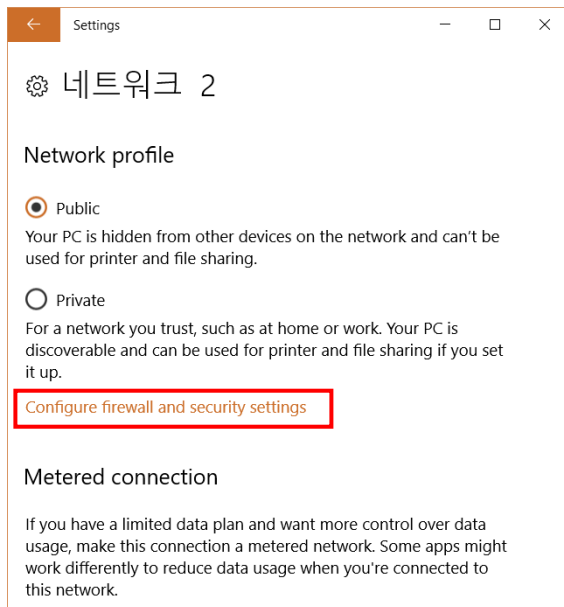 Settings
네트워크 2
Network profile
Public
Your PC is hidden from other devices on the network and can't be
used for printer and file sharing.
Private
For a network you trust, such as at home or work. Your PC is
discoverable and can be used for printer and file sharing if you set
it up.
Configure firewall and security settings
Metered connection
If you have a limited data plan and want more control over data
usage, make this connection a metered network. Some apps might
work differently to reduce data usage when you're connected to
this network.